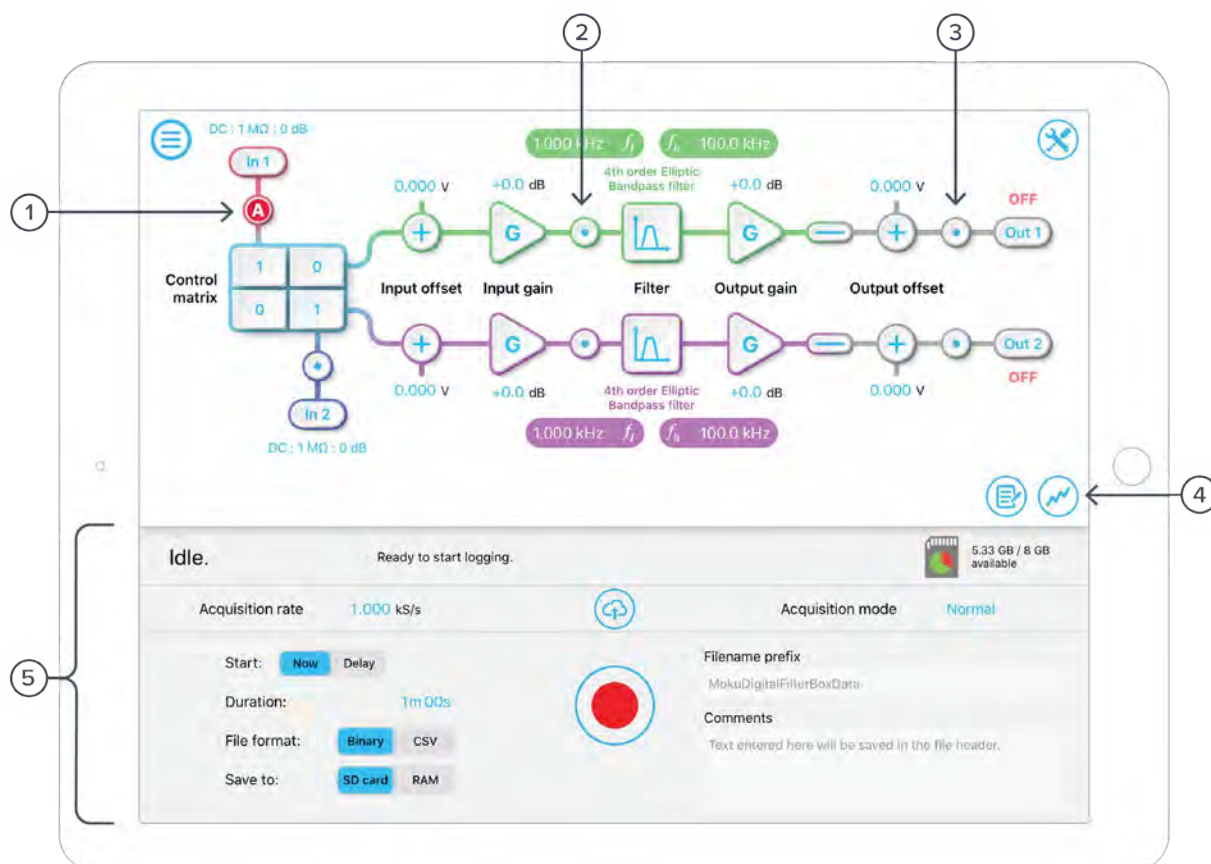 2
3
DC : 1 MΩ : 0 dB
In 1
1.000 kHz fl
fu 100.0 kHz
4th order Elliptic
Bandpass filter
0.000 V
+0.0 dB
+0.0 dB
0.000 V
OFF
1
A
G
G
Out 1
Control
matrix
1 0
0 1
Input offset
Input gain
Filter
Output gain
Output offset
G
G
Out 2
0.000 V
+0.0 dB
4th order Elliptic
Bandpass filter
+0.0 dB
0.000 V
OFF
In 2
DC : 1 MΩ : 0 dB
1.000 kHz fl
fu 100.0 kHz
4
Idle.
Ready to start logging.
5.33 GB / 8 GB
available
Acquisition rate 1.000 kS/s
Acquisition mode Normal
5
Start: Now Delay
Duration: 1m 00s
File format: Binary CSV
Save to: SD card RAM
Filename prefix
MokuDigitalFilterBoxData
Comments
Text entered here will be saved in the file header.